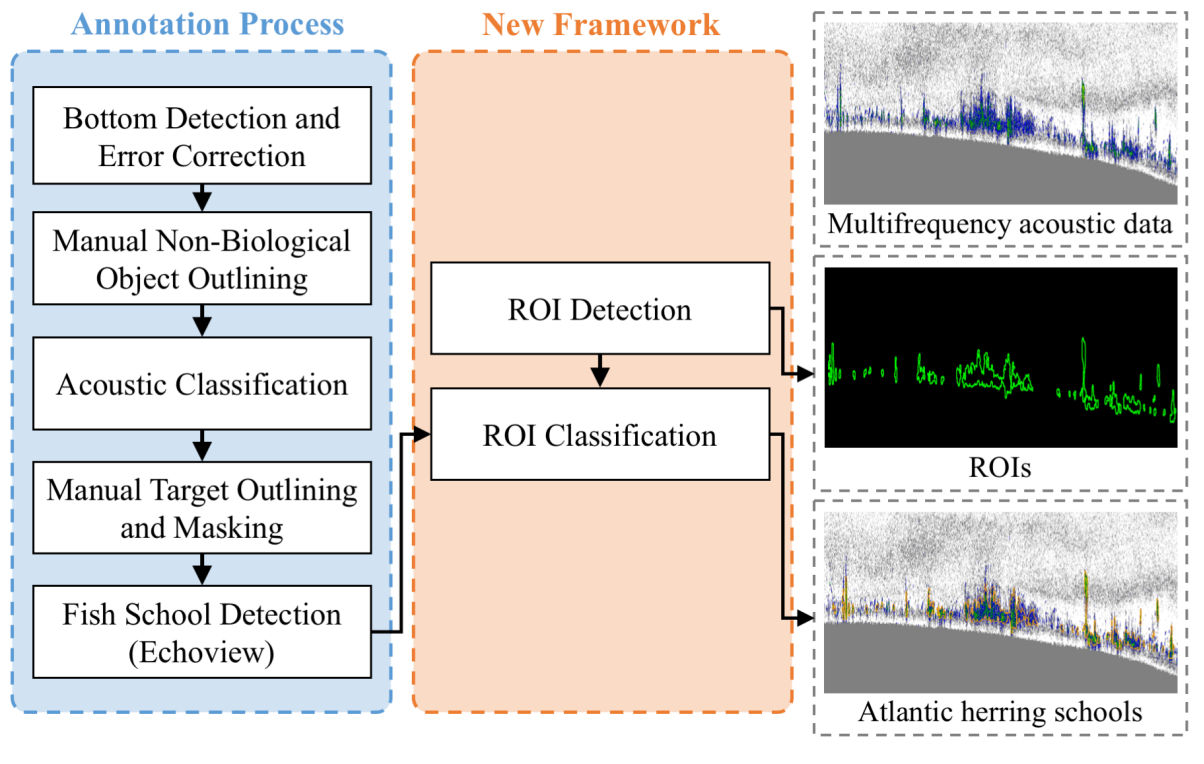 Annotation Process
Bottom Detection and
Error Correction
Manual Non-Biological
Object Outlining
Acoustic Classification
Manual Target Outlining
and Masking
Fish School Detection
(Echoview)
New Framework
ROI Detection
ROI Classification
Multifrequency acoustic data
ROIs
Atlantic herring schools